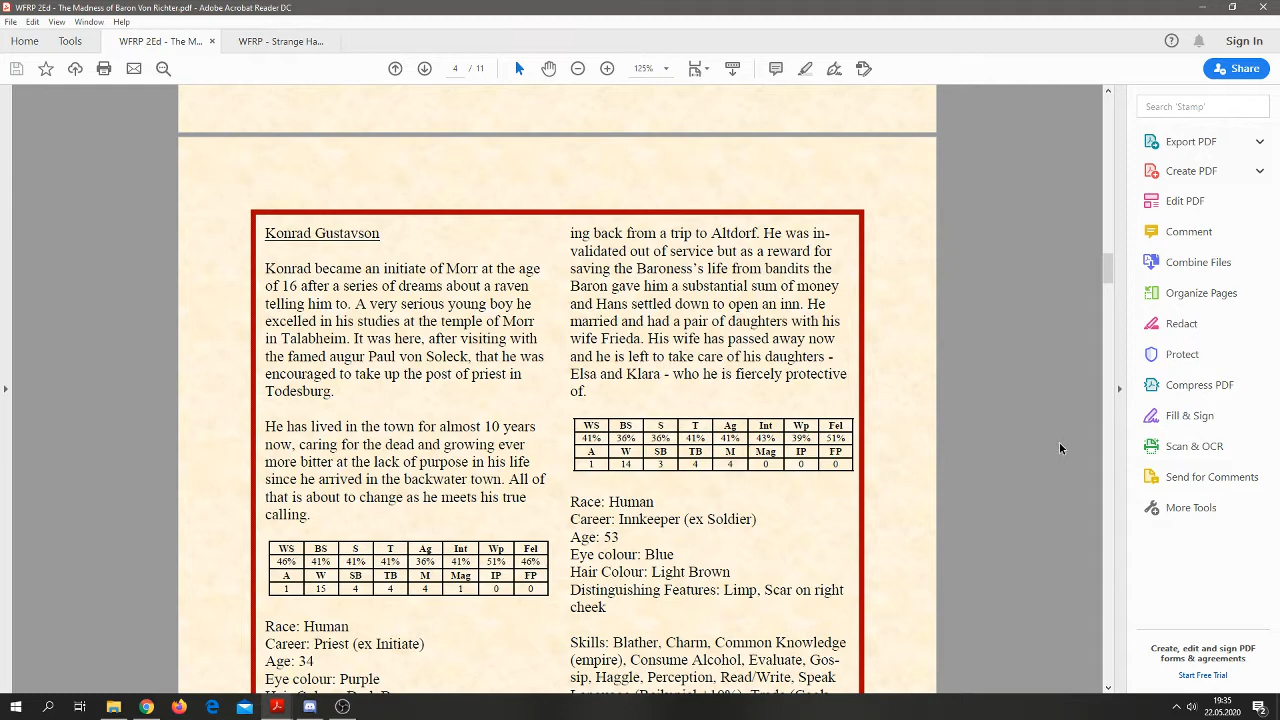 WFRP 2Ed - The Madness of Baron Von Richter.pdf - Adobe Acrobat Reader DC
File Edit View Window Help
Home Tools WFRP 2Ed - The M... × WFRP - Strange Ha... Sign In
4 / 11 125% Share
Konrad Gustavson
Konrad became an initiate of Morr at the age
of 16 after a series of dreams about a raven
telling him to. A very serious young boy he
excelled in his studies at the temple of Morr
in Talabheim. It was here, after visiting with
the famed augur Paul von Soleck, that he was
encouraged to take up the post of priest in
Todesburg.
He has lived in the town for almost 10 years
now, caring for the dead and growing ever
more bitter at the lack of purpose in his life
since he arrived in the backwater town. All of
that is about to change as he meets his true
calling.
WS BS S T Ag Int Wp Fel
46% 41% 41% 41% 36% 41% 51% 46%
A W SB TB M Mag IP FP
1 15 4 4 4 1 0 0
Race: Human
Career: Priest (ex Initiate)
Age: 34
Eye colour: Purple
ing back from a trip to Altdorf. He was in-
validated out of service but as a reward for
saving the Baroness's life from bandits the
Baron gave him a substantial sum of money
and Hans settled down to open an inn. He
married and had a pair of daughters with his
wife Frieda. His wife has passed away now
and he is left to take care of his daughters -
Elsa and Klara - who he is fiercely protective
of.
WS BS S T Ag Int Wp Fel
41% 36% 36% 41% 41% 43% 39% 51%
A W SB TB M Mag IP FP
1 14 3 4 4 0 0 0
Race: Human
Career: Innkeeper (ex Soldier)
Age: 53
Eye colour: Blue
Hair Colour: Light Brown
Distinguishing Features: Limp, Scar on right
cheek
Skills: Blather, Charm, Common Knowledge
(empire), Consume Alcohol, Evaluate, Gos-
sip, Haggle, Perception, Read/Write, Speak
Search 'Stamp'
Export PDF
Create PDF
Edit PDF
Comment
Combine Files
Organize Pages
Redact
Protect
Compress PDF
Fill & Sign
Scan & OCR
Send for Comments
More Tools
Create, edit and sign PDF
forms & agreements
Start Free Trial
19:35
22.05.2020